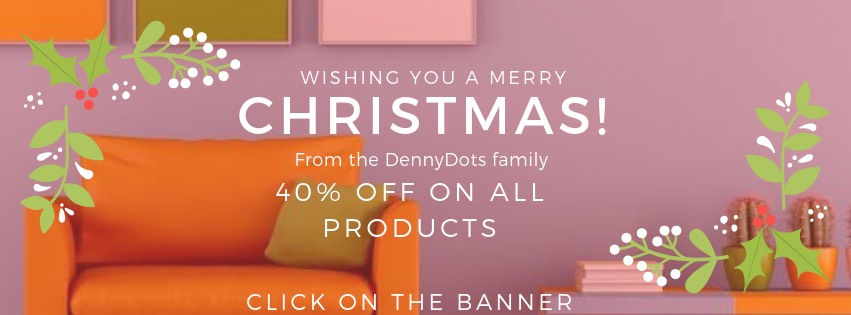 WISHING YOU A MERRY
CHRISTMAS!
From the DennyDots family
40% OFF ON ALL
PRODUCTS
CLICK ON THE BANNER